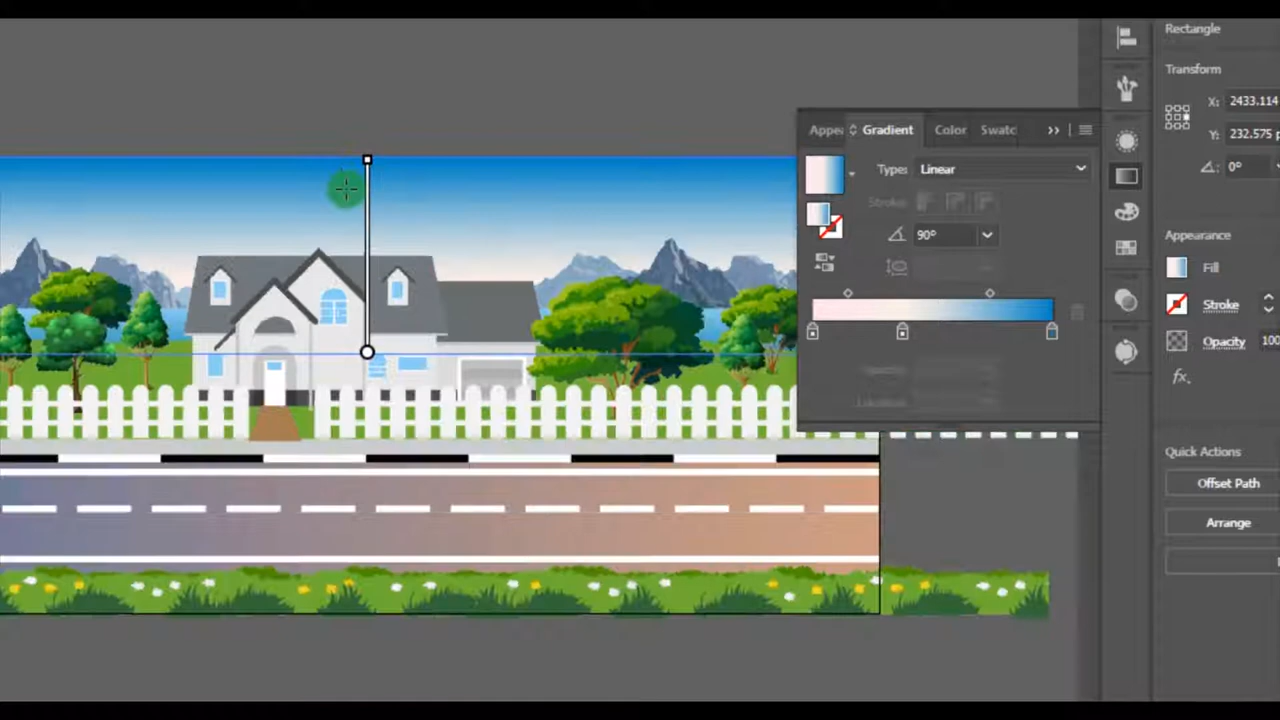 Rectangle
Transform
X: 2433.114
Y: 232.575 p
0°
Appea Gradient Color Swatc
Type: Linear
Stroke:
90°
Appearance
Fill
Stroke
Opacity 100
fx.
Quick Actions
Offset Path
Arrange